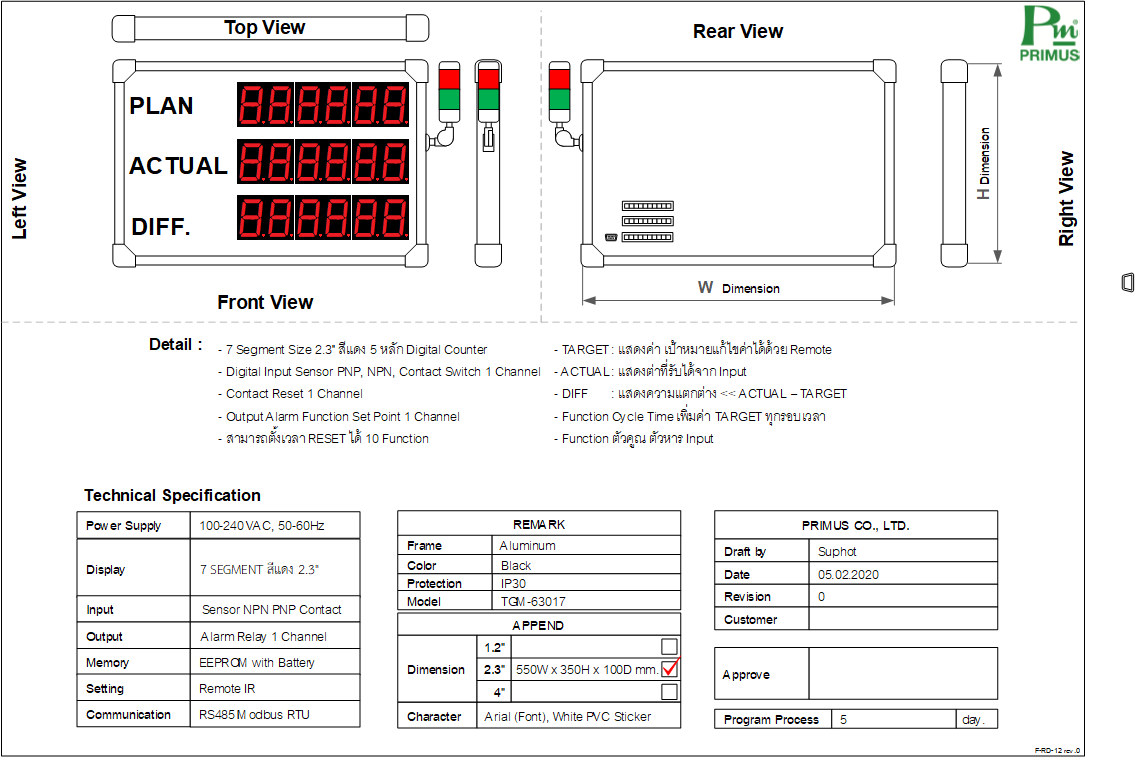 Top View
Rear View
Pm®
PRIMUS
PLAN 888888
ACTUAL 888888
DIFF. 888888
Left View
Front View
W Dimension
H Dimension
Right View
Detail :
- 7 Segment Size 2.3" สีแดง 5 หลัก Digital Counter
- Digital Input Sensor PNP, NPN, Contact Switch 1 Channel
- Contact Reset 1 Channel
- Output Alarm Function Set Point 1 Channel
- สามารถตั้งเวลา RESET ได้ 10 Function
- TARGET : แสดงค่า เป้าหมายแก้ไขค่าได้ด้วย Remote
- ACTUAL : แสดงต่าที่รับได้จาก Input
- DIFF : แสดงความแตกต่าง << ACTUAL – TARGET
- Function Cycle Time เพิ่มค่า TARGET ทุกรอบเวลา
- Function ตัวคูณ ตัวหาร Input
Technical Specification
Power Supply 100-240 VAC, 50-60Hz
Display 7 SEGMENT สีแดง 2.3"
Input Sensor NPN PNP Contact
Output Alarm Relay 1 Channel
Memory EEPROM with Battery
Setting Remote IR
Communication RS485 Modbus RTU
REMARK
Frame Aluminum
Color Black
Protection IP30
Model TGM-63017
APPEND
Dimension
1.2"
2.3" 550W x 350H x 100D mm.
4"
Character Arial (Font), White PVC Sticker
PRIMUS CO., LTD.
Draft by Suphot
Date 05.02.2020
Revision 0
Customer
Approve
Program Process 5 day.
F-RD-12 rev.0